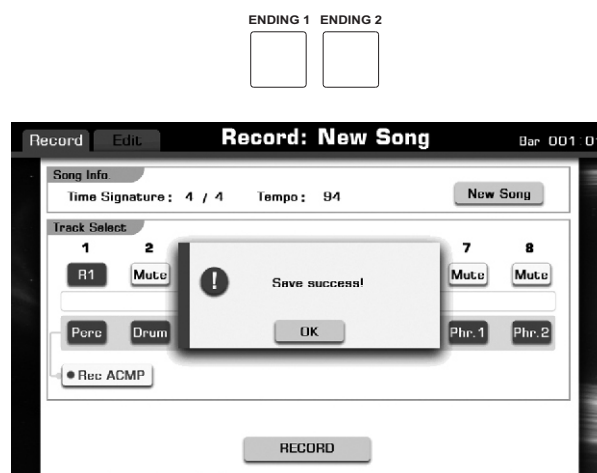 ENDING 1 ENDING 2
Record Edit Record: New Song Bar 001:01
Song Info
Time Signature: 4 / 4 Tempo: 94 New Song
Track Select
1 2 7 8
R1 Mute Mute Mute
Save success!
OK
Perc Drum Phr.1 Phr.2
Rec ACMP
RECORD